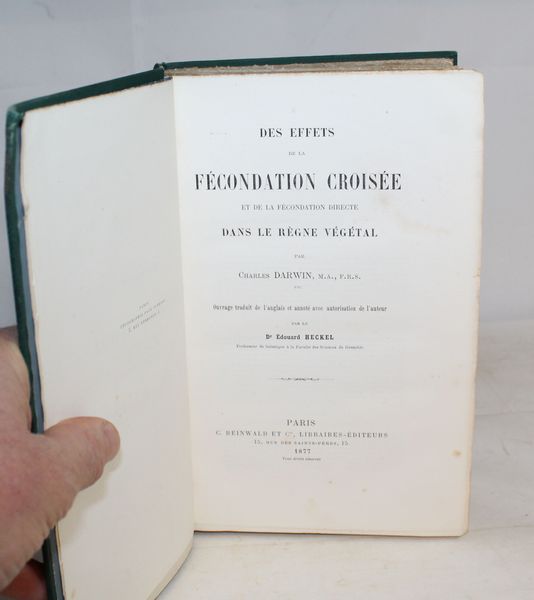 DES EFFETS
DE LA
FÉCONDATION CROISÉE
ET DE LA FÉCONDATION DIRECTE
DANS LE RÈGNE VÉGÉTAL
PAR
CHARLES DARWIN, M.A., F.R.S.
Ouvrage traduit de l'anglais et annoté avec autorisation de l'auteur
PAR LE
Dr Edouard HECKEL
Professeur de botanique à la Faculté des Sciences de Grenoble
PARIS
C. REINWALD ET Cie, LIBRAIRES-ÉDITEURS
15, RUE DES SAINTS-PÈRES, 15
1877
Tous droits réservés
PARIS